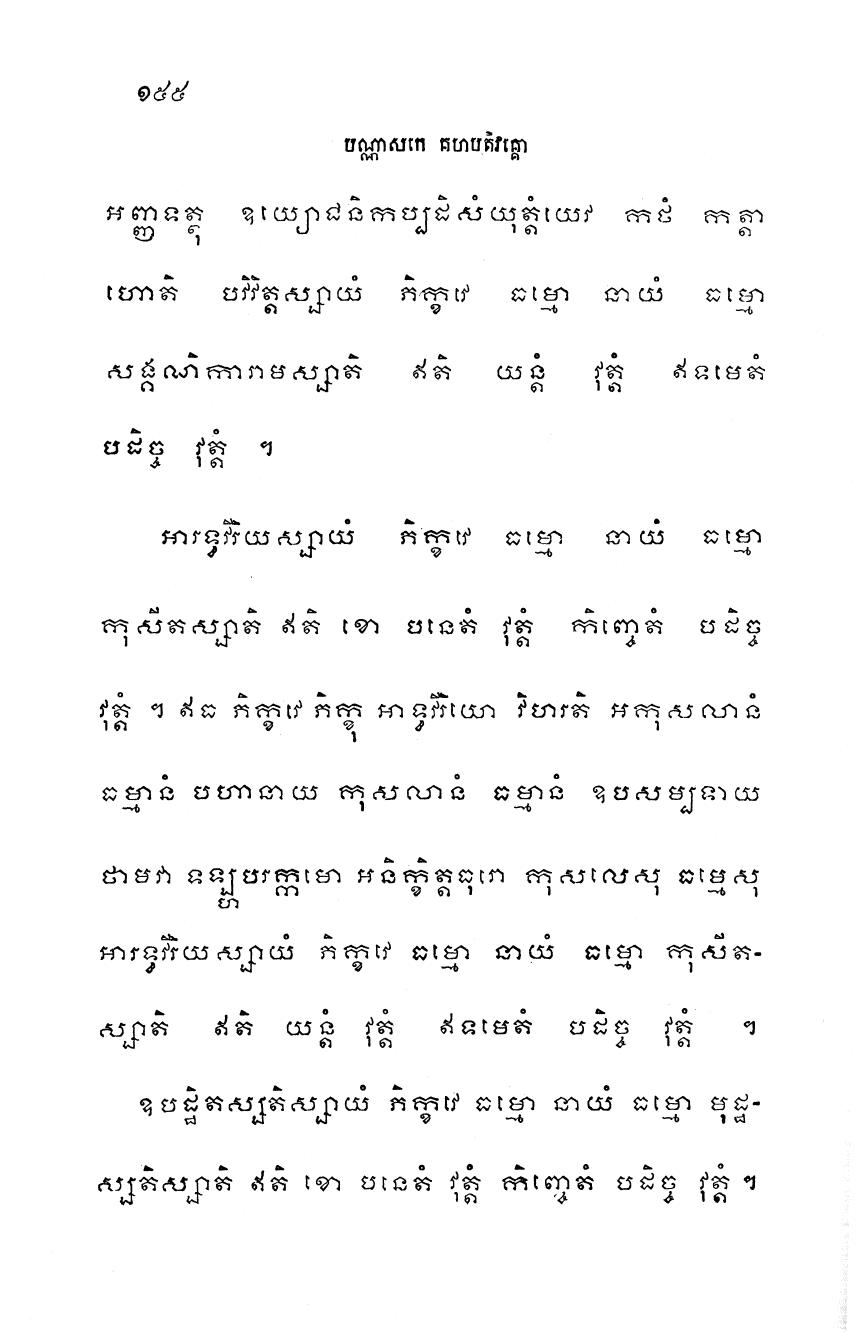 ១៥៥
បណ្ណាសកេ គហបតិវគ្គោ
អញ្ញទត្ថុ ឧយ្យោជនិកប្បដិសំយុត្តំយេវ កថំ កត្តា
ហោតិ បវិវិត្តស្សាយំ ភិក្ខវេ ធម្មោ នាយំ ធម្មោ
សង្គណិការាមស្សាតិ ឥតិ យន្តំ វុត្តំ ឥទមេតំ
បដិច្ច វុត្តំ ។
អារទ្ធវីរិយស្សាយំ ភិក្ខវេ ធម្មោ នាយំ ធម្មោ
កុសីតស្សាតិ ឥតិ ខោ បនេតំ វុត្តំ កិញ្ចេតំ បដិច្ច
វុត្តំ ។ ឥធ ភិក្ខវេ ភិក្ខុ អាទ្ធវីរិយោ វិហរតិ អកុសលានំ
ធម្មានំ បហានាយ កុសលានំ ធម្មានំ ឧបសម្បទាយ
ថាមវា ទឡ្ហបរក្កមោ អនិក្ខិត្តធុរោ កុសលេសុ ធម្មេសុ
អារទ្ធវីរិយស្សាយំ ភិក្ខវេ ធម្មោ នាយំ ធម្មោ កុសីត-
ស្សាតិ ឥតិ យន្តំ វុត្តំ ឥទមេតំ បដិច្ច វុត្តំ ។
ឧបដ្ឋិតស្សតិស្សាយំ ភិក្ខវេ ធម្មោ នាយំ ធម្មោ មុដ្ឋ-
ស្សតិស្សាតិ ឥតិ ខោ បនេតំ វុត្តំ កិញ្ចេតំ បដិច្ច វុត្តំ ។